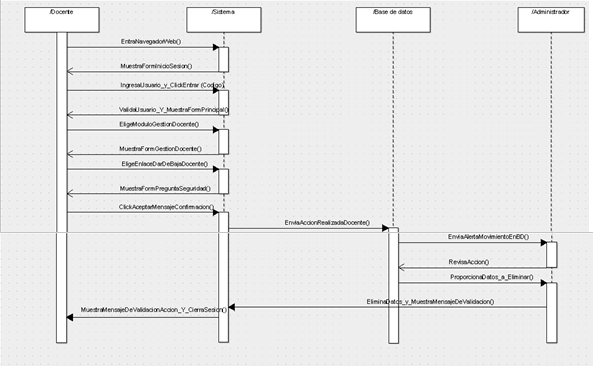 /Docente
/Sistema
/Base de datos
/Administrador
EntraNavegadorWeb()
MuestraFormInicioSesion()
IngresaUsuario_y_ClickEntrar (Codigo)
ValidaUsuario_Y_MuestraFormPrincipal()
EligeModuloGestionDocente()
MuestraFormGestionDocente()
EligeEnlaceDarDeBajaDocente()
MuestraFormPreguntaSeguridad()
ClickAceptarMensajeConfirmacion()
EnviaAccionRealizadaDocente()
EnviaAlertaMovimientoEnBD()
RevisaAccion()
ProporcionaDatos_a_Eliminar()
EliminaDatos_y_MuestraMensajeDeValidacion()
MuestraMensajeDeValidacionAccion_Y_CierraSesion()